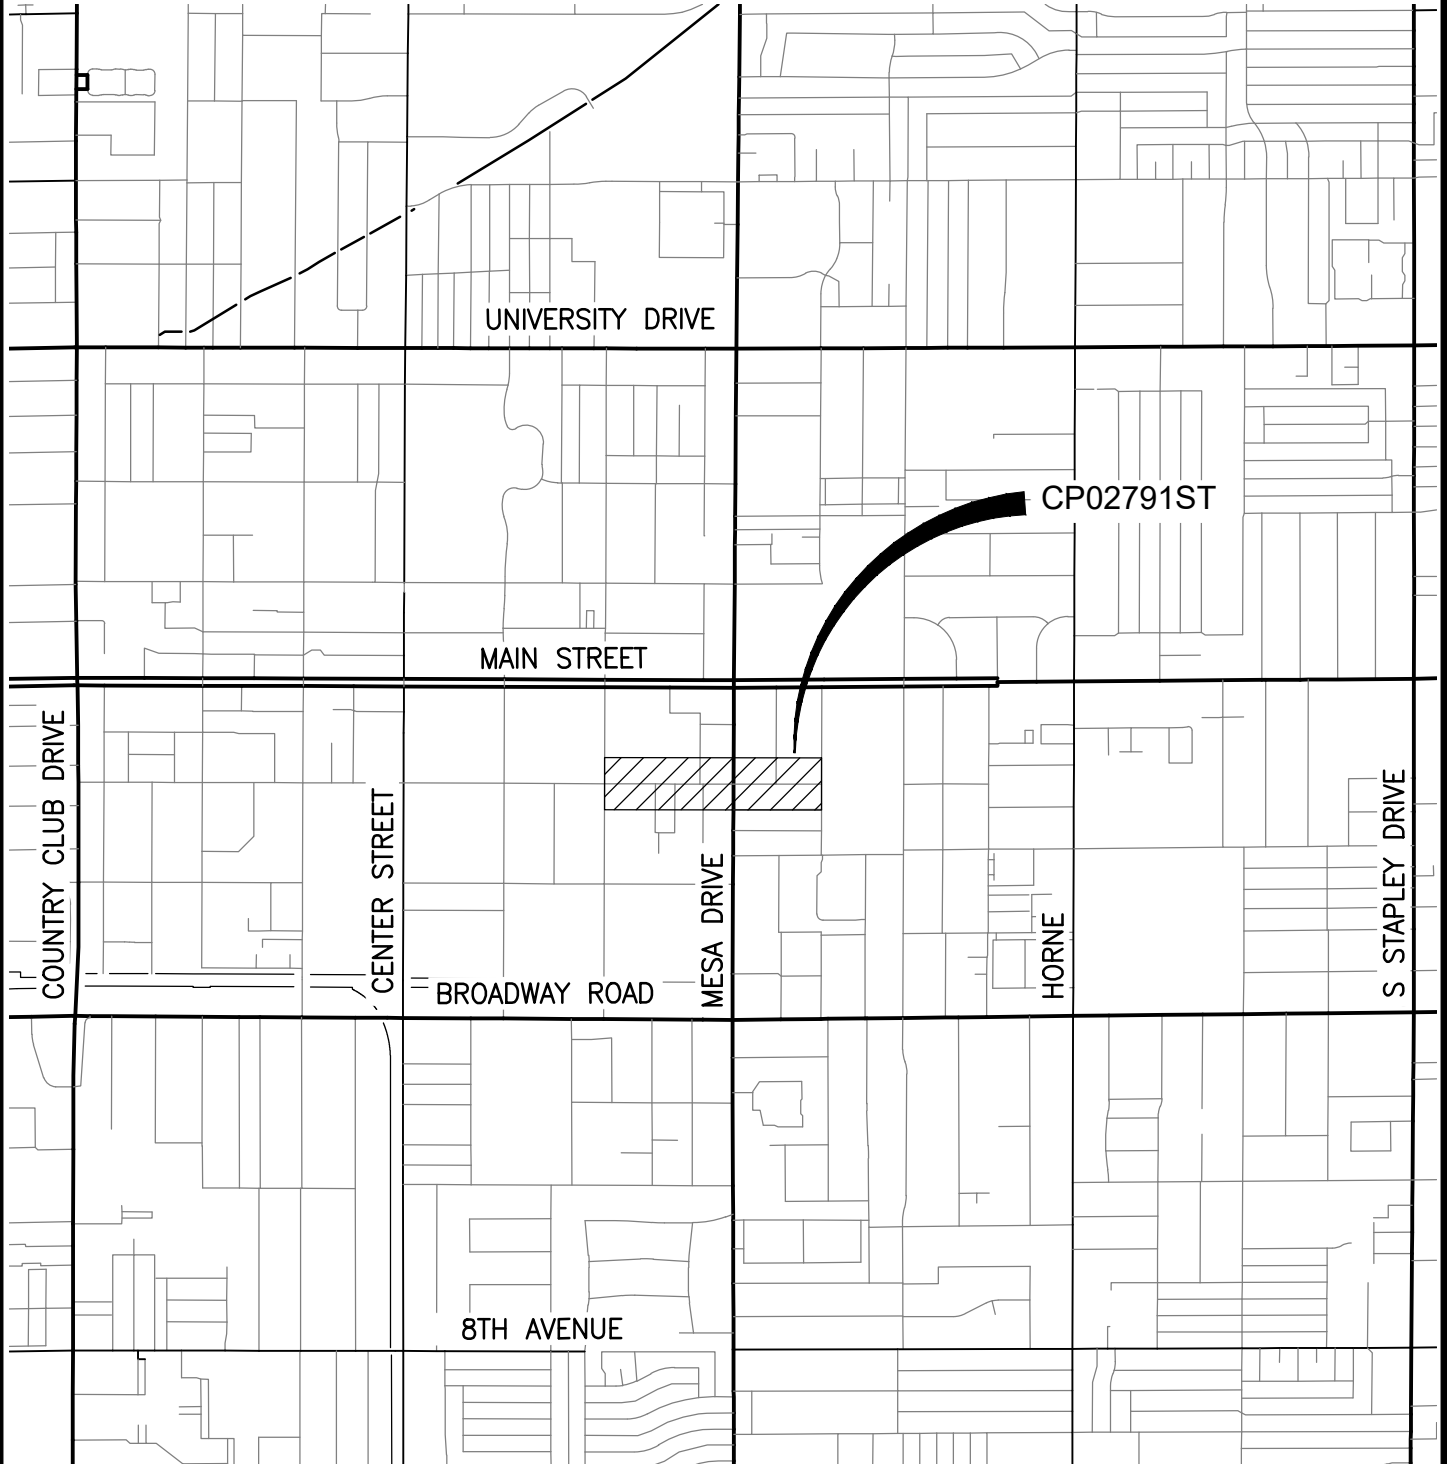 UNIVERSITY DRIVE
CP02791ST
MAIN STREET
COUNTRY CLUB DRIVE
CENTER STREET
MESA DRIVE
HORNE
S STAPLEY DRIVE
BROADWAY ROAD
8TH AVENUE